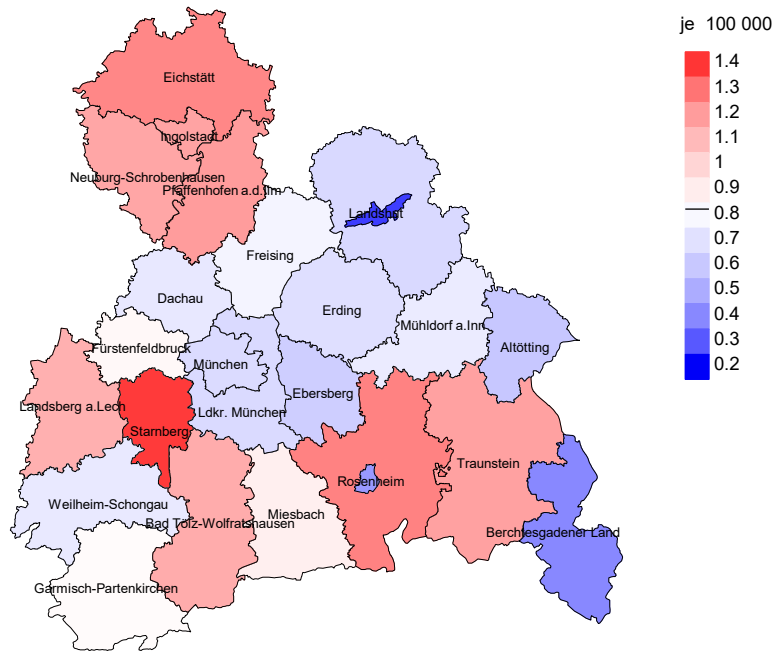 je 100 000
1.4
1.3
1.2
1.1
1
0.9
0.8
0.7
0.6
0.5
0.4
0.3
0.2
Eichstätt
Ingolstadt
Neuburg-Schrobenhausen
Pfaffenhofen a.d.Ilm
Landshut
Freising
Dachau
Erding
Mühldorf a.Inn
Altötting
Fürstenfeldbruck
München
Ebersberg
Landsberg a.Lech
Ldkr. München
Starnberg
Traunstein
Rosenheim
Weilheim-Schongau
Miesbach
Bad Tölz-Wolfratshausen
Berchtesgadener Land
Garmisch-Partenkirchen